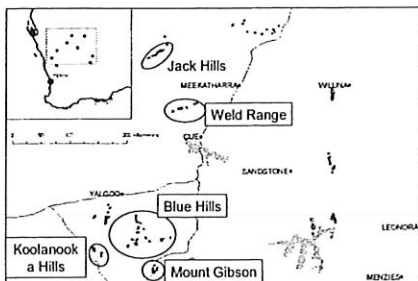 Jack Hills
MEEKATHARRA
WILUNA
Weld Range
CUE
SANDSTONE
YALGOO
Blue Hills
LEONORA
Koolanook
a Hills
Mount Gibson
MENZIES